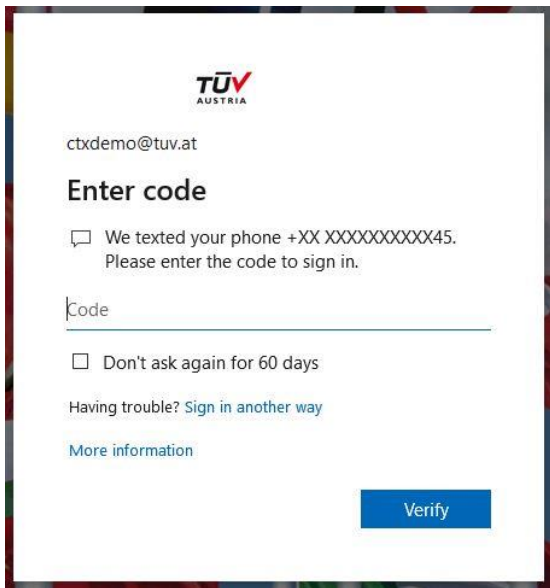 TÜV
AUSTRIA
ctxdemo@tuv.at
Enter code
We texted your phone +XX XXXXXXXXXX45.
Please enter the code to sign in.
Code
Don't ask again for 60 days
Having trouble? Sign in another way
More information
Verify